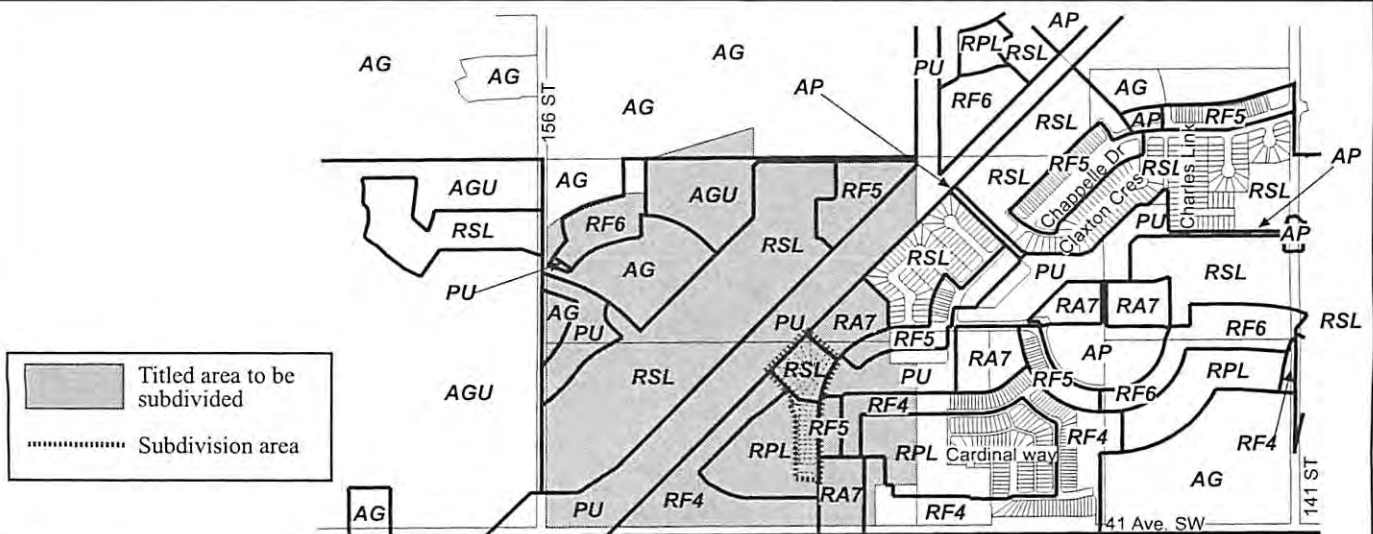 AP
AG
RPL
RSL
PU
AG
AG
AP
AG
AG
156 ST
RF6
RSL
AP
RF5
AP
AGU
AG
AGU
RF5
RSL
RF5
Chappelle Dr
RSL
Charles Link
RSL
RSL
RF6
RSL
Claxton Cres
PU
AP
AG
RSL
PU
RSL
PU
AG
PU
RA7
RA7
RSL
PU
RA7
RF5
RF6
RSL
Titled area to be
subdivided
AGU
RSL
RSL
PU
RA7
AP
RF5
RPL
RF4
RF6
Subdivision area
RF5
RF4
RPL
RPL
Cardinal way
RF4
AG
RA7
AG
PU
RF4
RF4
41 Ave. SW
141 ST